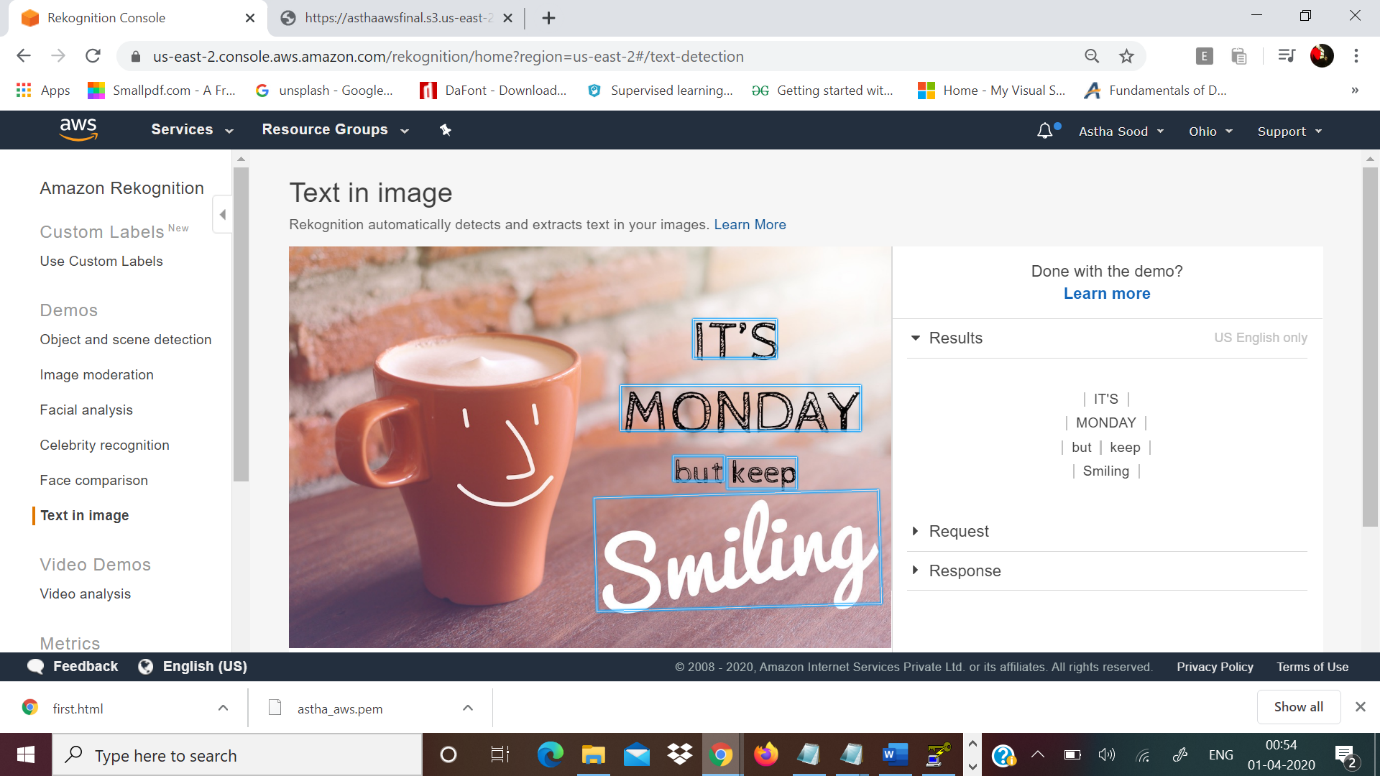 Rekognition Console
https://asthaawsfinal.s3.us-east-2
us-east-2.console.aws.amazon.com/rekognition/home?region=us-east-2#/text-detection
E
Apps
Smallpdf.com - A Fr...
unsplash - Google...
DaFont - Download...
Supervised learning...
Getting started wit...
Home - My Visual S...
Fundamentals of D...
»
aws
Services
Resource Groups
Astha Sood
Ohio
Support
Amazon Rekognition
Custom Labels New
Use Custom Labels
Demos
Object and scene detection
Image moderation
Facial analysis
Celebrity recognition
Face comparison
Text in image
Video Demos
Video analysis
Metrics
Text in image
Rekognition automatically detects and extracts text in your images. Learn More
IT'S
MONDAY
but keep
Smiling
Done with the demo?
Learn more
Results
US English only
| IT'S |
| MONDAY |
| but | keep |
| Smiling |
Request
Response
Feedback
English (US)
© 2008 - 2020, Amazon Internet Services Private Ltd. or its affiliates. All rights reserved.
Privacy Policy
Terms of Use
first.html
astha_aws.pem
Show all
Type here to search
ENG
00:54
01-04-2020
2